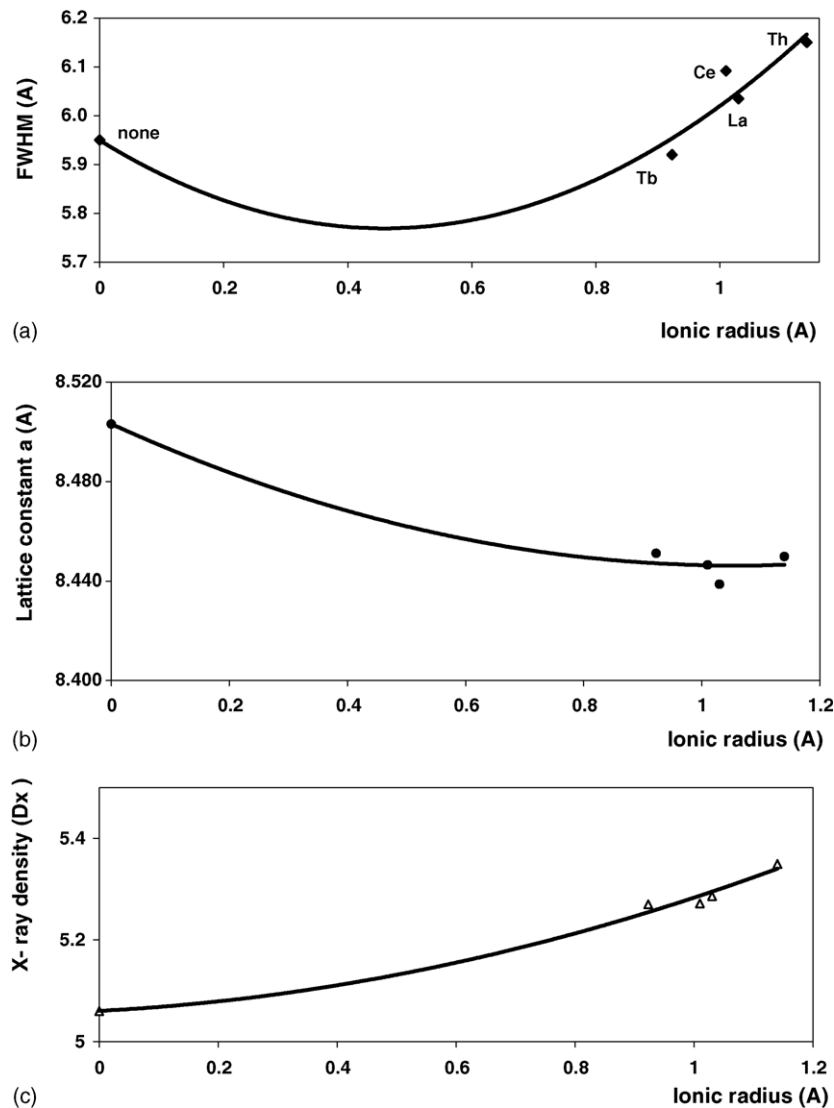 FWHM (A)
6.2
6.1
6.0
5.9
5.8
5.7
none
Tb
Ce
La
Th
0 0.2 0.4 0.6 0.8 1
(a)
Ionic radius (A)
Lattice constant a (A)
8.520
8.480
8.440
8.400
0 0.2 0.4 0.6 0.8 1 1.2
(b)
Ionic radius (A)
X- ray density (Dx )
5.4
5.2
5
0 0.2 0.4 0.6 0.8 1 1.2
(c)
Ionic radius (A)